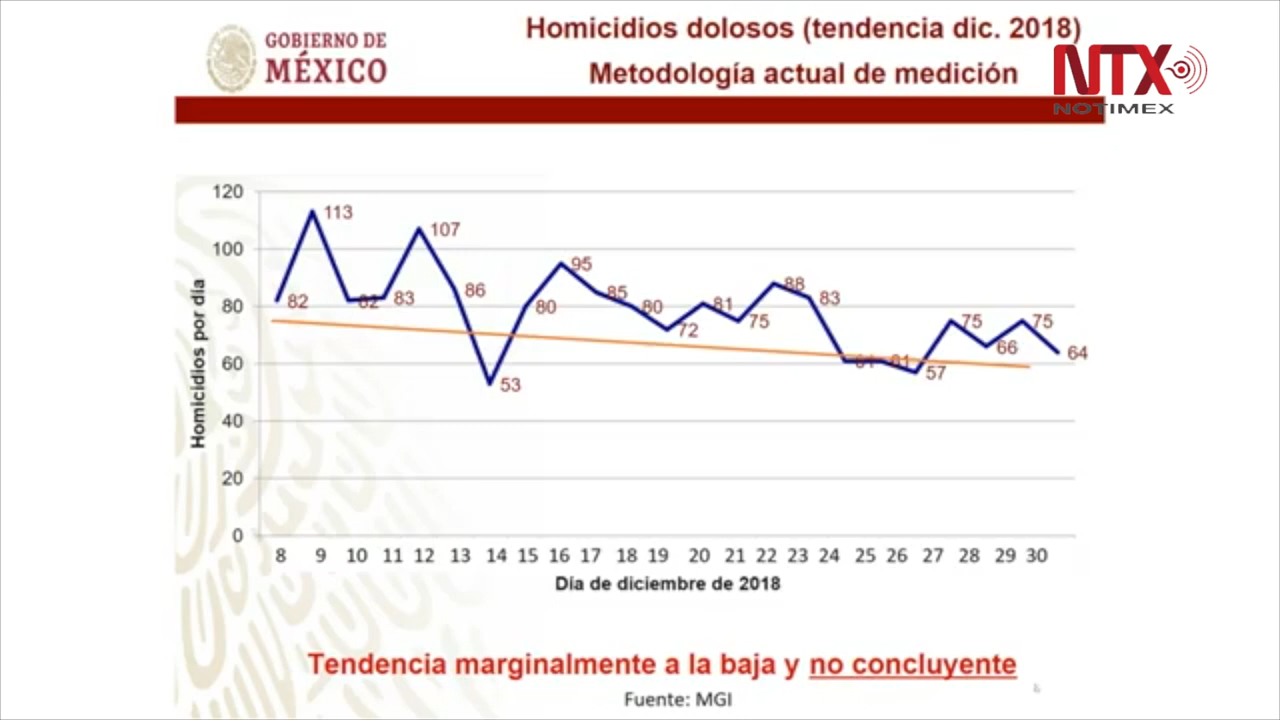 GOBIERNO DE
MÉXICO
Homicidios dolosos (tendencia dic. 2018)
Metodología actual de medición
NTX
NOTIMEX
Homicidios por día
120
100
80
60
40
20
0
82
113
82
83
107
86
53
80
95
85
80
72
81
75
88
83
61
61
57
75
66
75
64
8 9 10 11 12 13 14 15 16 17 18 19 20 21 22 23 24 25 26 27 28 29 30
Día de diciembre de 2018
Tendencia marginalmente a la baja y no concluyente
Fuente: MGI